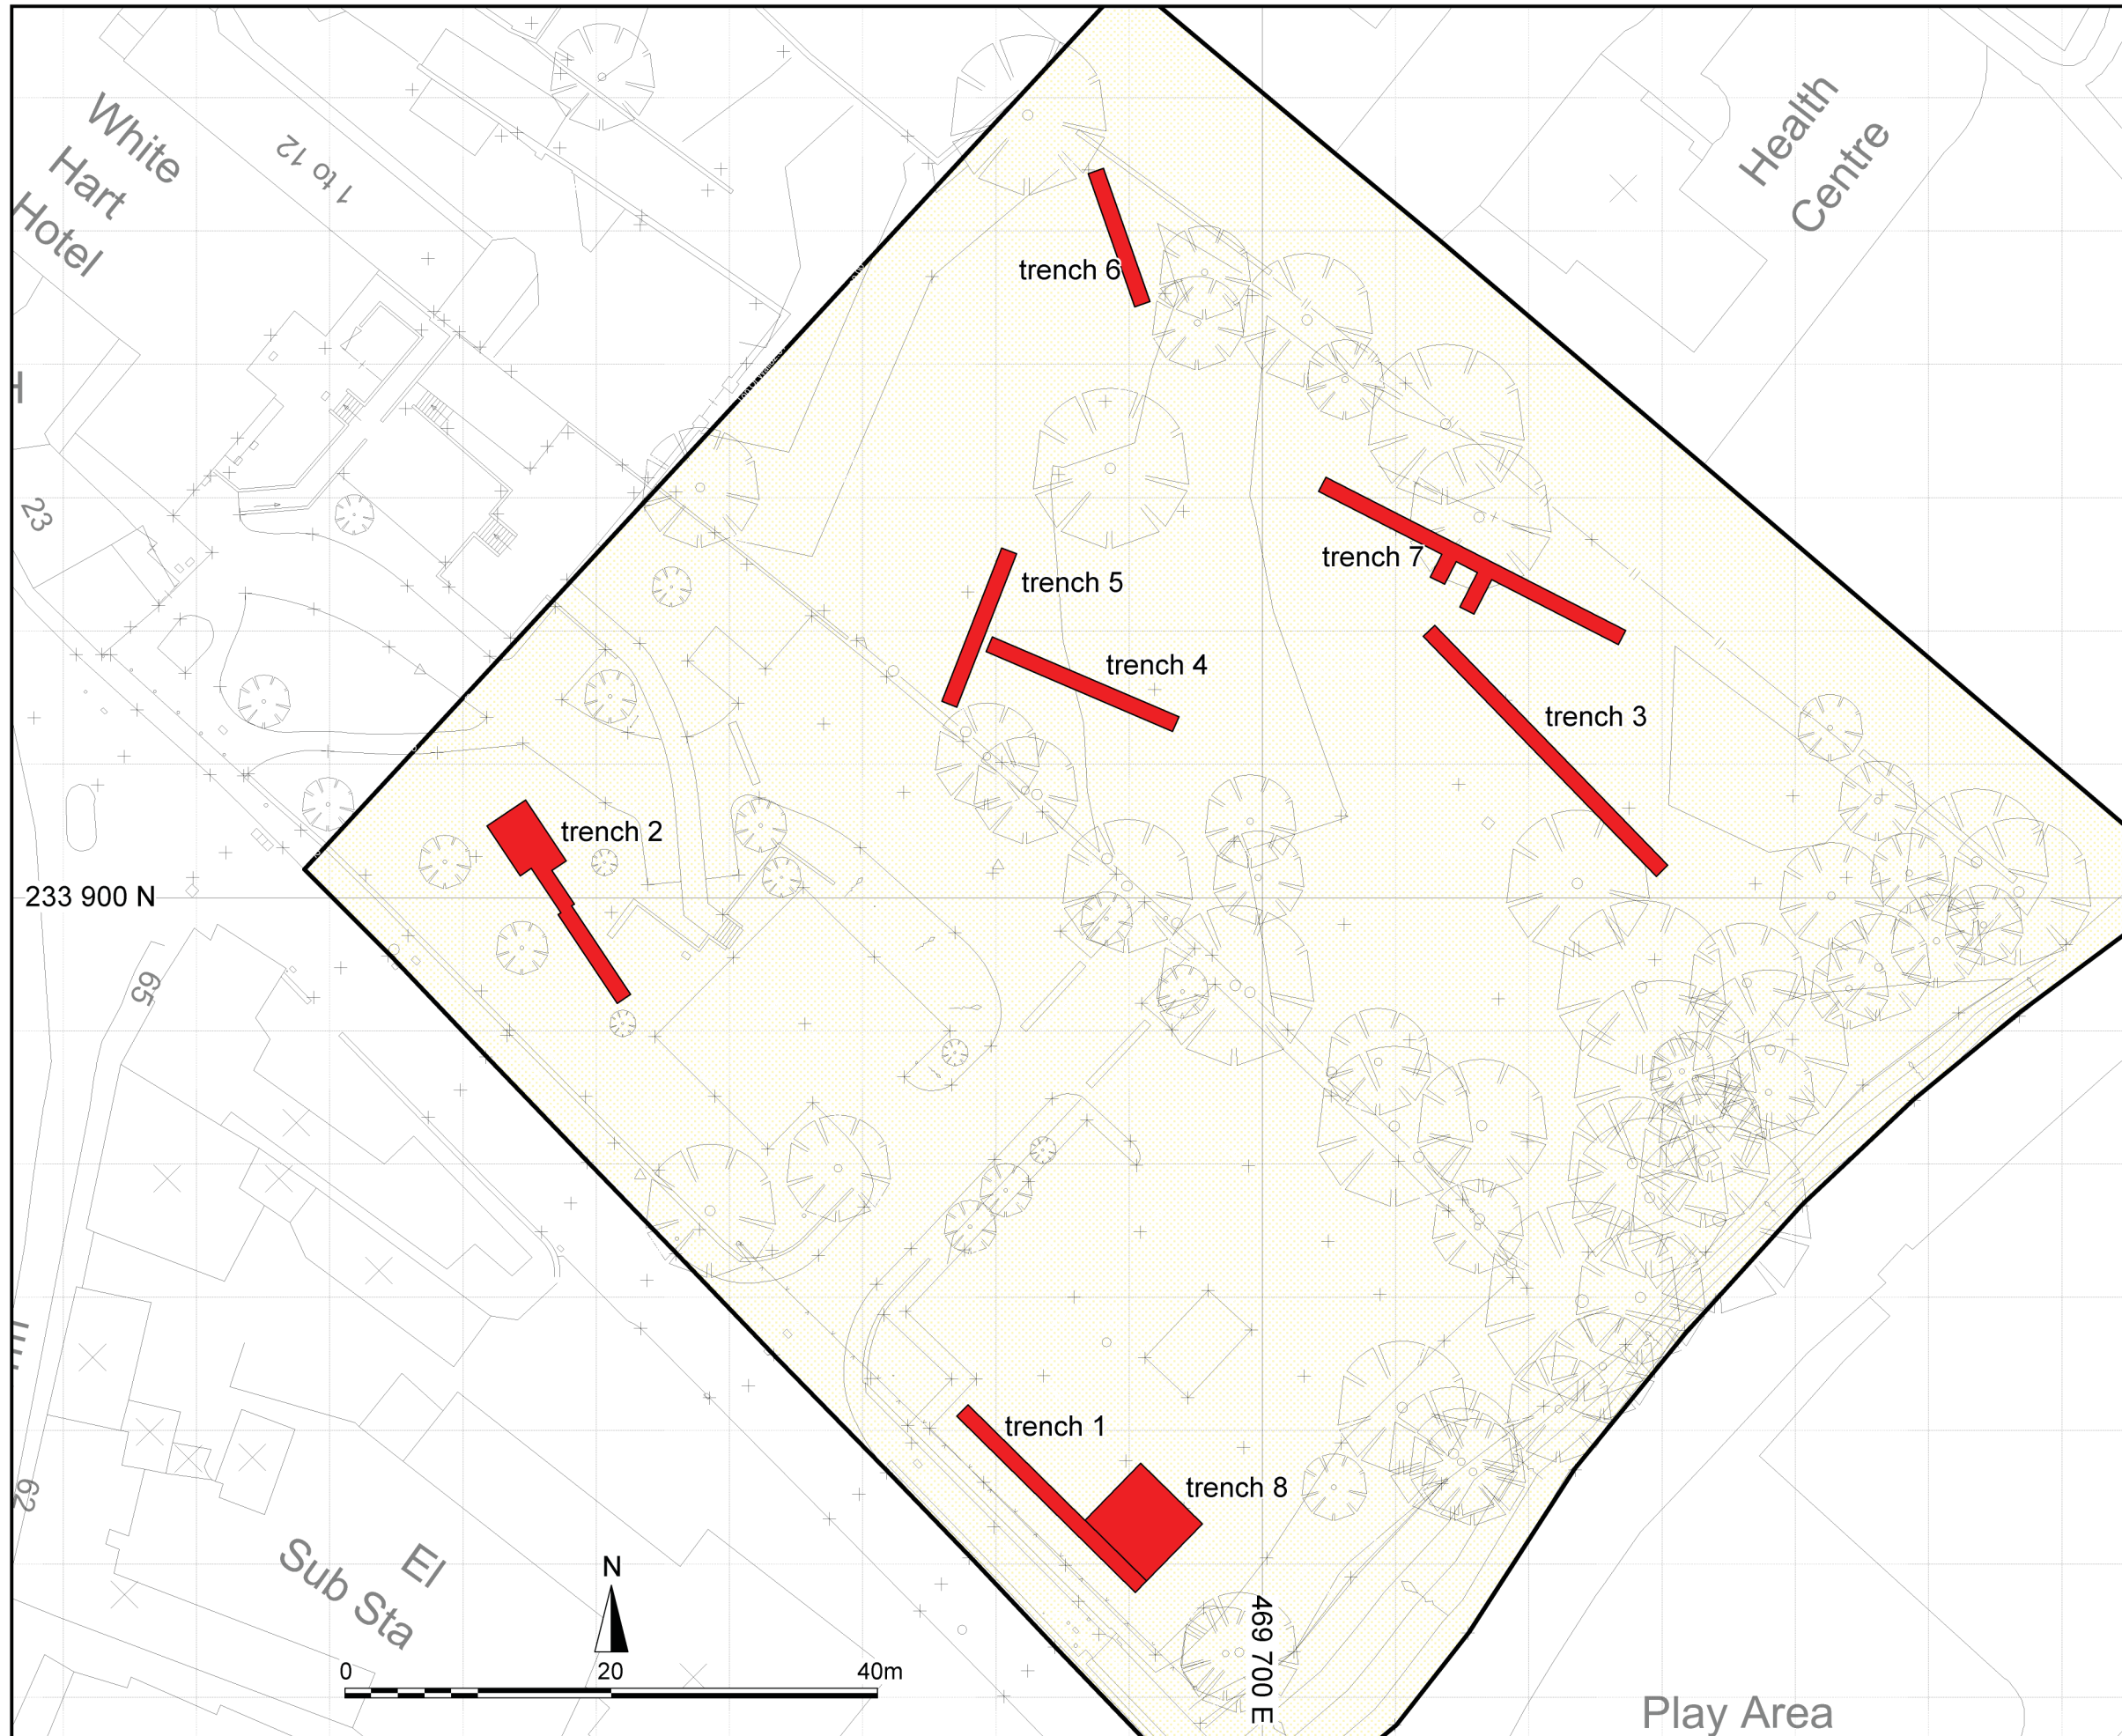 White
Hart
Hotel
1 to 12
Health
Centre
23
trench 6
trench 7
trench 5
trench 4
trench 3
trench 2
233 900 N
65
trench 1
trench 8
62
El
Sub Sta
N
0 20 40m
469 700 E
Play Area